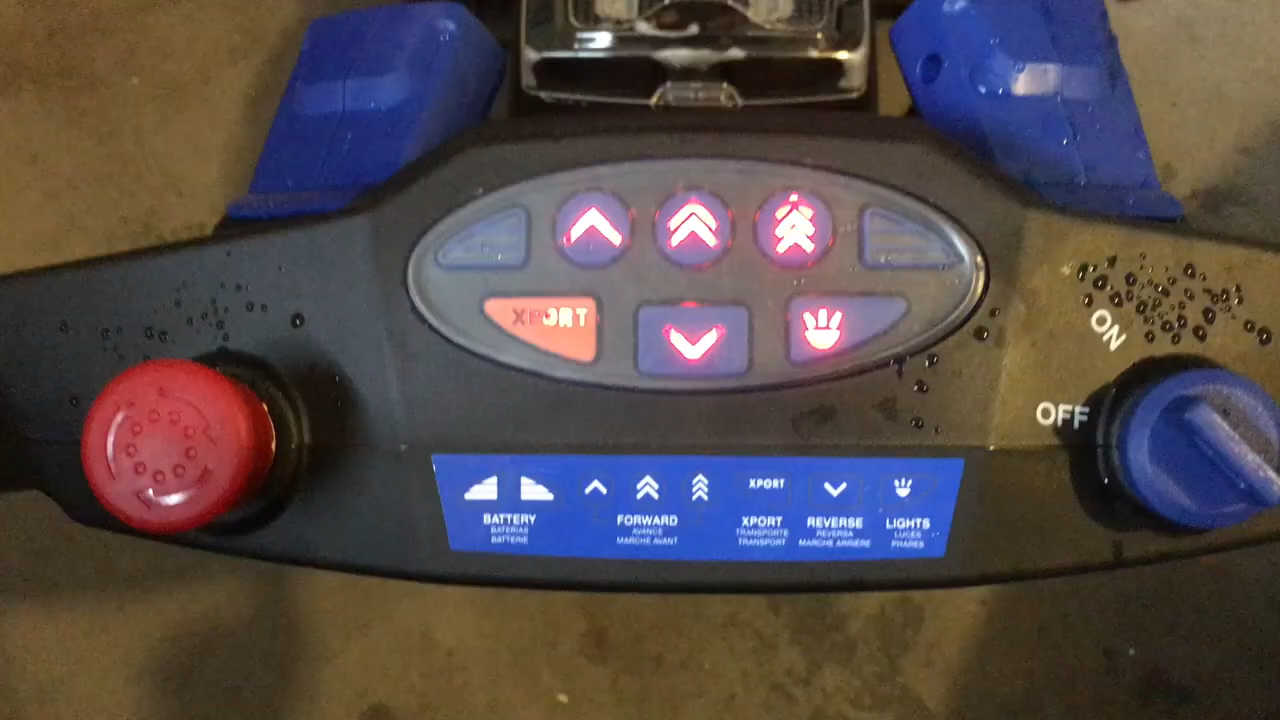 XPORT
ON
OFF
XPORT
BATTERY
BATERIAS
BATTERIE
FORWARD
AVANCE
MARCHE AVANT
XPORT
TRANSPORTE
TRANSPORT
REVERSE
REVERSA
MARCHE ARRIÈRE
LIGHTS
LUCES
PHARES